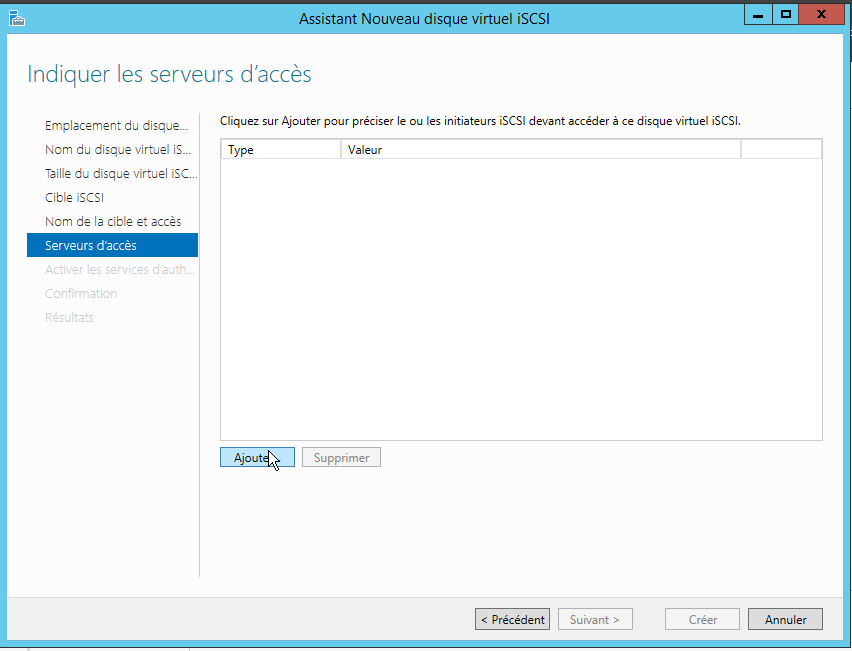 Assistant Nouveau disque virtuel iSCSI
Indiquer les serveurs d'accès
Emplacement du disque...
Nom du disque virtuel iS...
Taille du disque virtuel iSC...
Cible iSCSI
Nom de la cible et accès
Serveurs d'accès
Activer les services d'auth...
Confirmation
Résultats
Cliquez sur Ajouter pour préciser le ou les initiateurs iSCSI devant accéder à ce disque virtuel iSCSI.
Type Valeur
Ajoute Supprimer
< Précédent Suivant > Créer Annuler